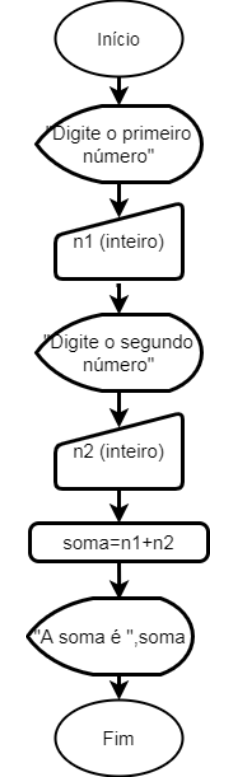 Início
"Digite o primeiro
número"
n1 (inteiro)
"Digite o segundo
número"
n2 (inteiro)
soma=n1+n2
"A soma é ",soma
Fim